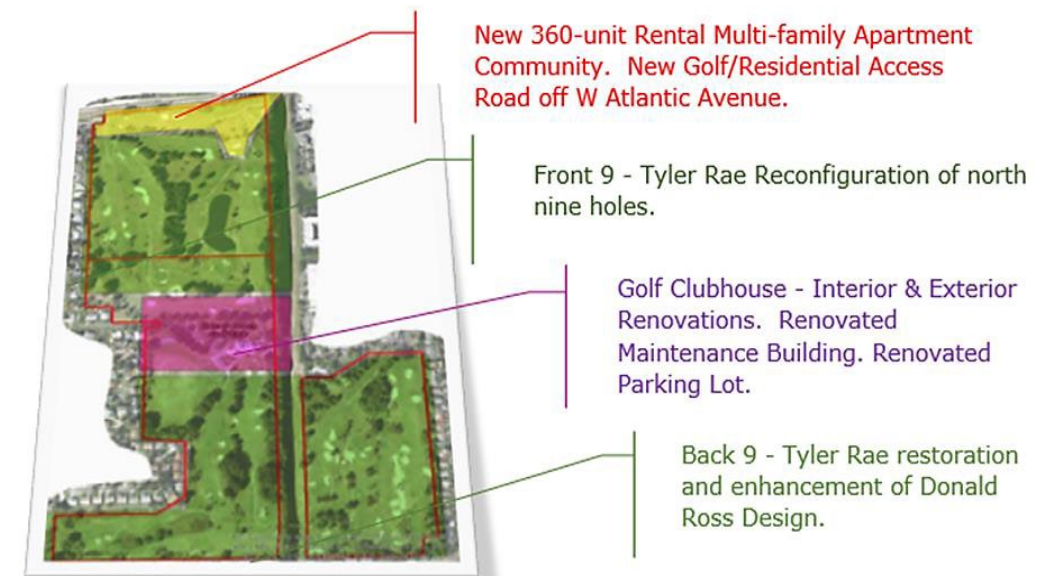 New 360-unit Rental Multi-family Apartment
Community.  New Golf/Residential Access
Road off W Atlantic Avenue.
Front 9 - Tyler Rae Reconfiguration of north
nine holes.
Golf Clubhouse - Interior & Exterior
Renovations.  Renovated
Maintenance Building. Renovated
Parking Lot.
Back 9 - Tyler Rae restoration
and enhancement of Donald
Ross Design.